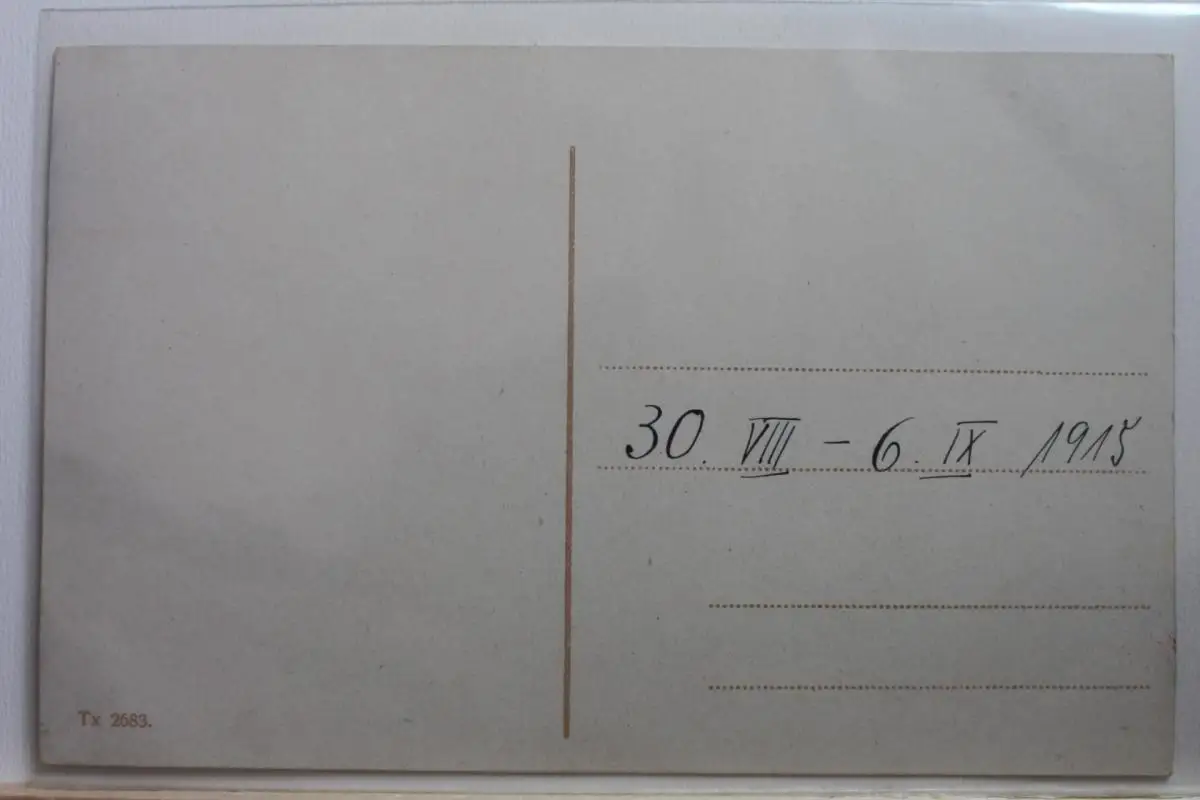 30. VIII – 6. IX 1915
Tx 2683.